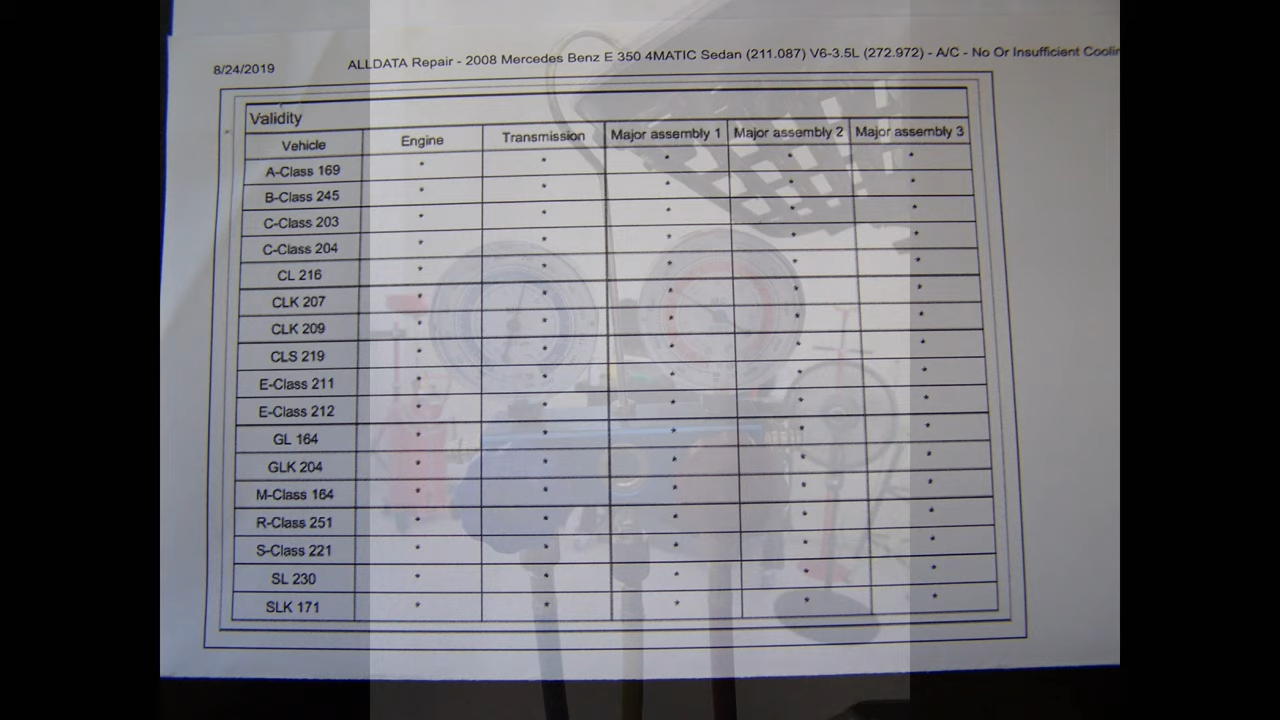 8/24/2019 ALLDATA Repair - 2008 Mercedes Benz E 350 4MATIC Sedan (211.087) V6-3.5L (272.972) - A/C - No Or Insufficient Coolin
Validity
Vehicle Engine Transmission Major assembly 1 Major assembly 2 Major assembly 3
A-Class 169 * * * * *
B-Class 245 * * * * *
C-Class 203 * * * * *
C-Class 204 * * * * *
CL 216 * * * * *
CLK 207 * * * * *
CLK 209 * * * * *
CLS 219 * * * * *
E-Class 211 * * * * *
E-Class 212 * * * * *
GL 164 * * * * *
GLK 204 * * * * *
M-Class 164 * * * * *
R-Class 251 * * * * *
S-Class 221 * * * * *
SL 230 * * * * *
SLK 171 * * * * *